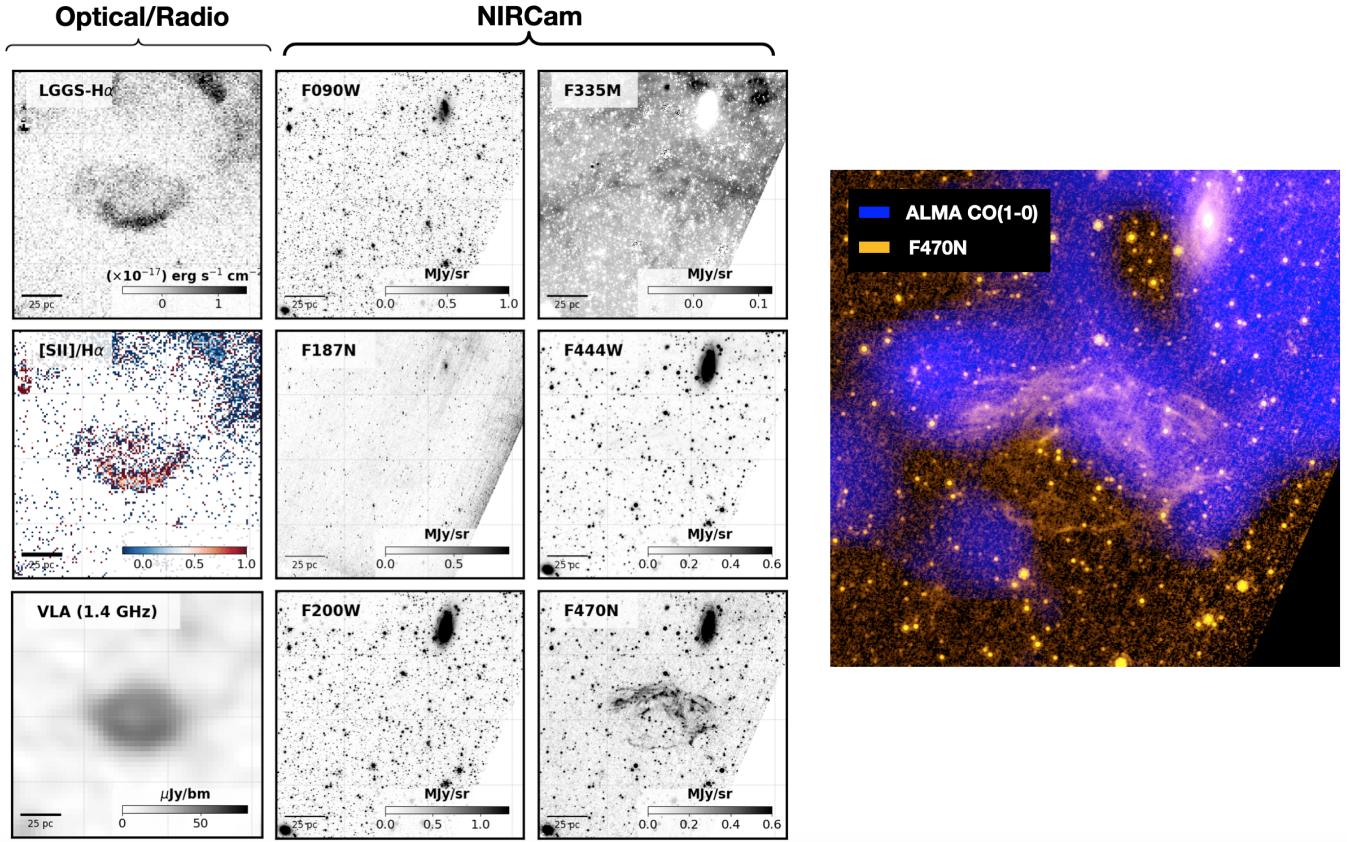 Optical/Radio
NIRCam
LGGS-Hα
(×10⁻¹⁷) erg s⁻¹ cm⁻²
0 1
25 pc
F090W
MJy/sr
0.0 0.5 1.0
25 pc
F335M
MJy/sr
0.0 0.1
25 pc
[SII]/Hα
0.0 0.5 1.0
25 pc
F187N
MJy/sr
0.0 0.5
25 pc
F444W
MJy/sr
0.0 0.2 0.4 0.6
25 pc
VLA (1.4 GHz)
μJy/bm
0 50
25 pc
F200W
MJy/sr
0.0 0.5 1.0
25 pc
F470N
MJy/sr
0.0 0.2 0.4 0.6
25 pc
ALMA CO(1-0)
F470N